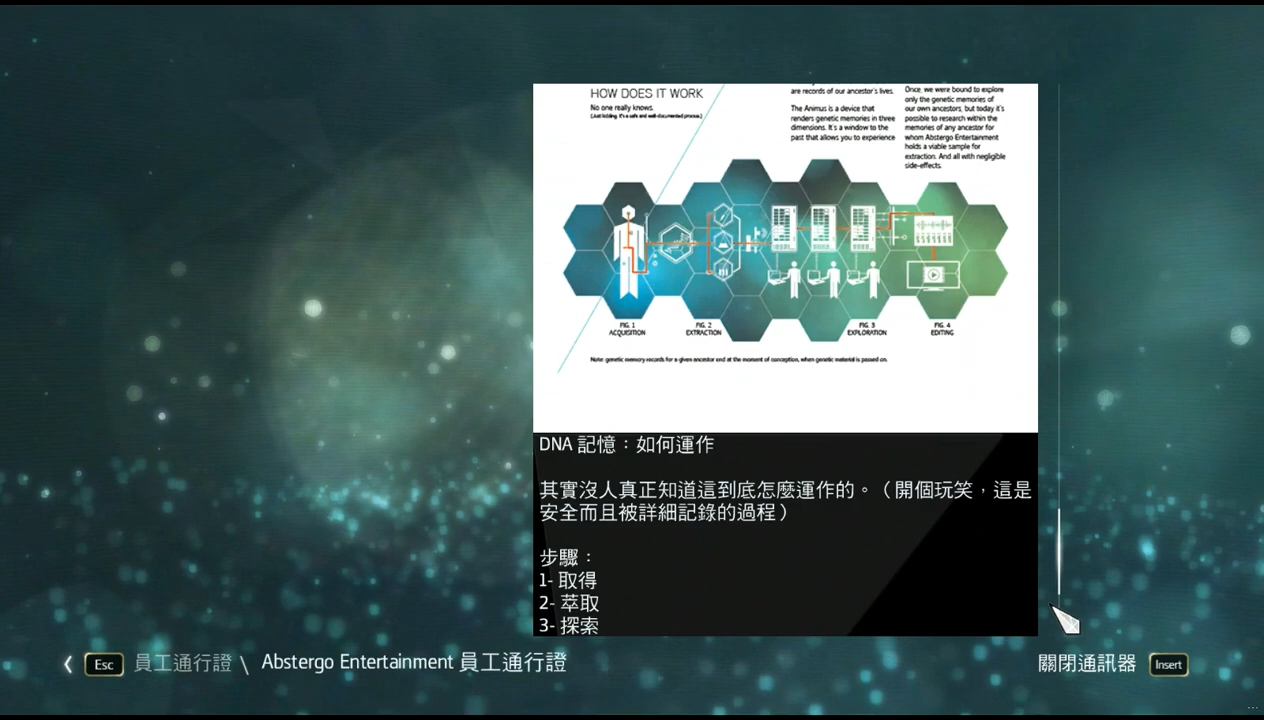 HOW DOES IT WORK
No one really knows.
(Just kidding. It's a safe and well-documented process.)
are records of our ancestor's lives.
The Animus is a device that
renders genetic memories in three
dimensions. It's a window to the
past that allows you to experience
Once, we were bound to explore
only the genetic memories of
our own ancestors, but today it's
possible to research within the
memories of any ancestor for
whom Abstergo Entertainment
holds a viable sample for
extraction. And all with negligible
side-effects.
FIG. 1
ACQUISITION
FIG. 2
EXTRACTION
FIG. 3
EXPLORATION
FIG. 4
EDITING
Note: genetic memory records for a given ancestor end at the moment of conception, when genetic material is passed on.
DNA 記憶：如何運作
其實沒人真正知道這到底怎麼運作的。（開個玩笑，這是
安全而且被詳細記錄的過程）
步驟：
1- 取得
2- 萃取
3- 探索
Esc 員工通行證 \ Abstergo Entertainment 員工通行證
關閉通訊器 Insert